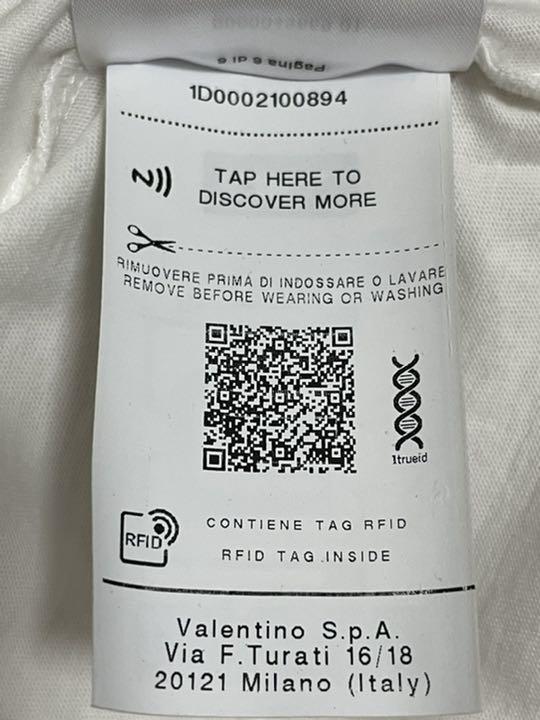 Pagina 6 di 6
1D0002100894
TAP HERE TO
DISCOVER MORE
RIMUOVERE PRIMA DI INDOSSARE O LAVARE
REMOVE BEFORE WEARING OR WASHING
1trueid
RFID
CONTIENE TAG RFID
RFID TAG INSIDE
Valentino S.p.A.
Via F.Turati 16/18
20121 Milano (Italy)